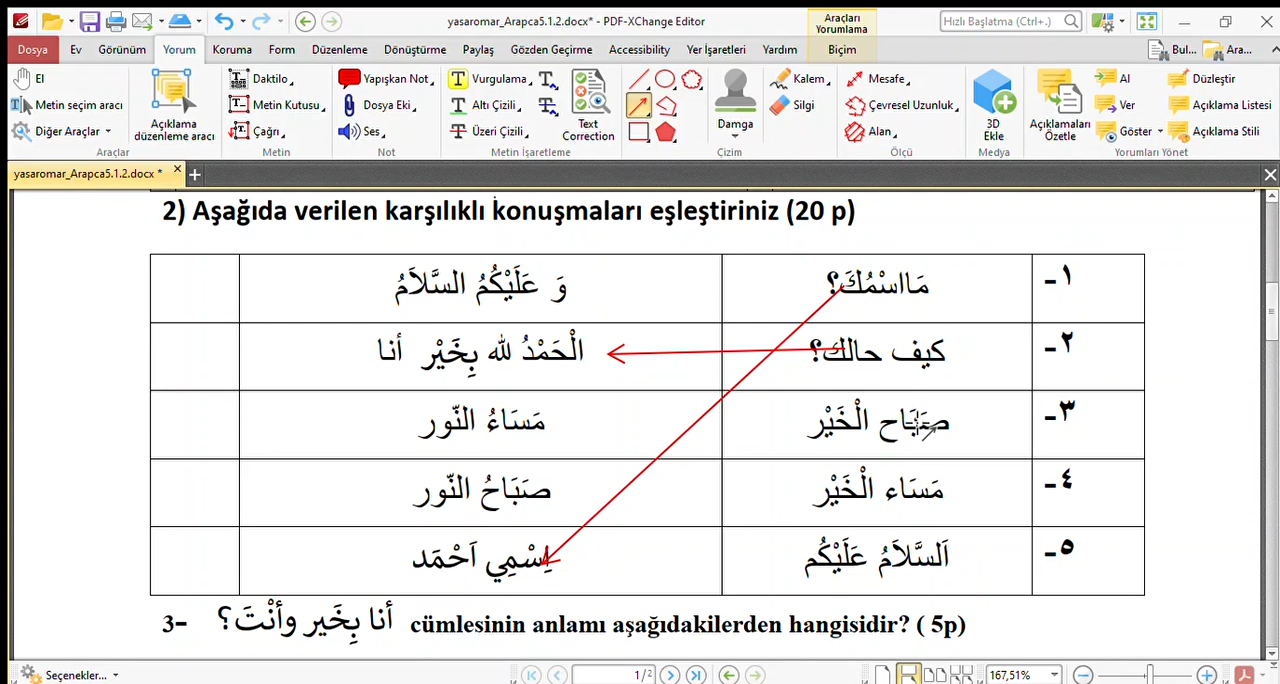 yasaromar_Arapca5.1.2.docx* - PDF-XChange Editor
Araçları Yorumlama
Hızlı Başlatma (Ctrl+.)
Dosya Ev Görünüm Yorum Koruma Form Düzenleme Dönüştürme Paylaş Gözden Geçirme Accessibility Yer İşaretleri Yardım Biçim Bul... Ara...
El
Metin seçim aracı
Diğer Araçlar
Açıklama düzenleme aracı
Araçlar
Daktilo
Metin Kutusu
Çağrı
Metin
Yapışkan Not
Dosya Eki
Ses
Not
Vurgulama
Altı Çizili
Üzeri Çizili
Text Correction
Metin İşaretleme
Damga
Kalem
Silgi
Çizim
Mesafe
Çevresel Uzunluk
Alan
Ölçü
3D Ekle
Medya
Açıklamaları Özetle
Al
Ver
Göster
Düzleştir
Açıklama Listesi
Açıklama Stili
Yorumları Yönet
yasaromar_Arapca5.1.2.docx *
2) Aşağıda verilen karşılıklı konuşmaları eşleştiriniz (20 p)
١- مَااسْمُكَ؟ وَ عَلَيْكُمُ السَّلاَمُ
٢- كيف حالك؟ الْحَمْدُ لله بِخَيْر أنا
٣- صَبَاح الْخَيْر مَسَاءُ النّور
٤- مَسَاء الْخَيْر صَبَاحُ النّور
٥- اَلسَّلاَمُ عَلَيْكُم اِسْمِي اَحْمَد
3- أنا بِخَير وأنْتَ؟ cümlesinin anlamı aşağıdakilerden hangisidir? ( 5p)
Seçenekler... 1/2 167,51%